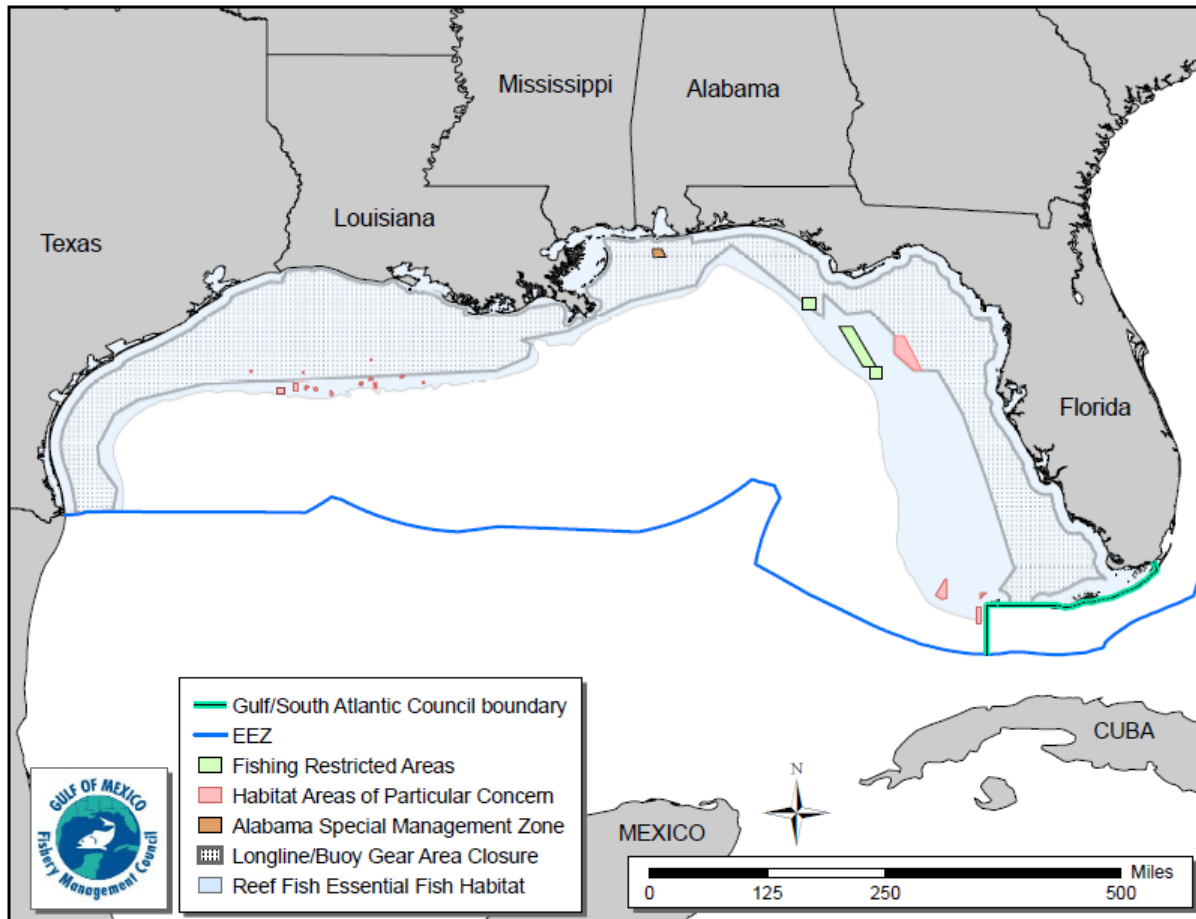 Mississippi
Alabama
Louisiana
Texas
Florida
Gulf/South Atlantic Council boundary
EEZ
Fishing Restricted Areas
Habitat Areas of Particular Concern
Alabama Special Management Zone
Longline/Buoy Gear Area Closure
Reef Fish Essential Fish Habitat
GULF OF MEXICO
Fishery Management Council
CUBA
N
MEXICO
Miles
0 125 250 500